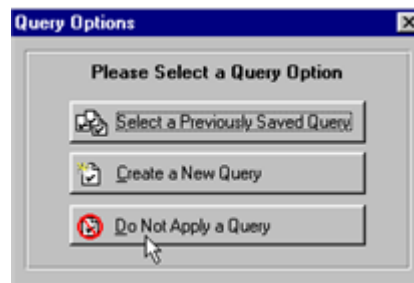 Query Options
Please Select a Query Option
Select a Previously Saved Query
Create a New Query
Do Not Apply a Query